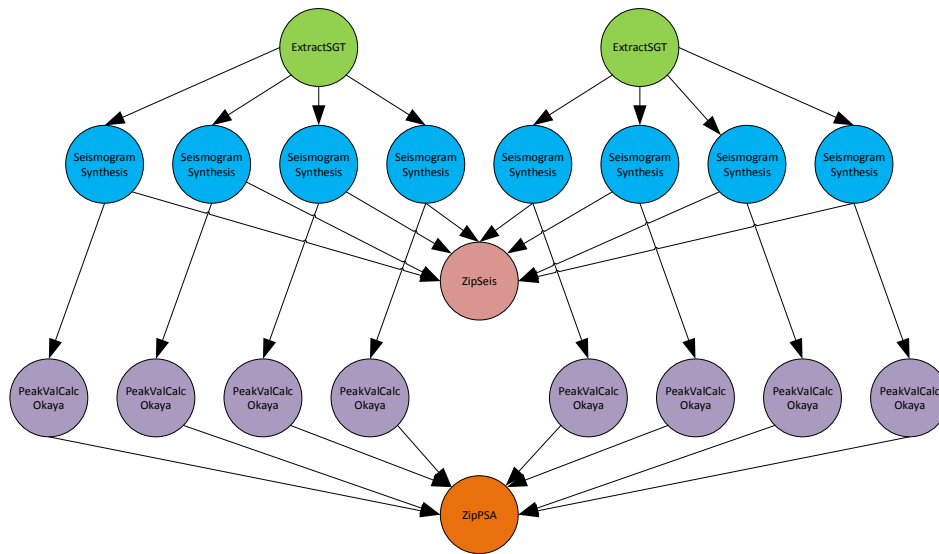 ExtractSGT
ExtractSGT
Seismogram
Synthesis
Seismogram
Synthesis
Seismogram
Synthesis
Seismogram
Synthesis
Seismogram
Synthesis
Seismogram
Synthesis
Seismogram
Synthesis
Seismogram
Synthesis
ZipSeis
PeakValCalc
Okaya
PeakValCalc
Okaya
PeakValCalc
Okaya
PeakValCalc
Okaya
PeakValCalc
Okaya
PeakValCalc
Okaya
PeakValCalc
Okaya
PeakValCalc
Okaya
ZipPSA